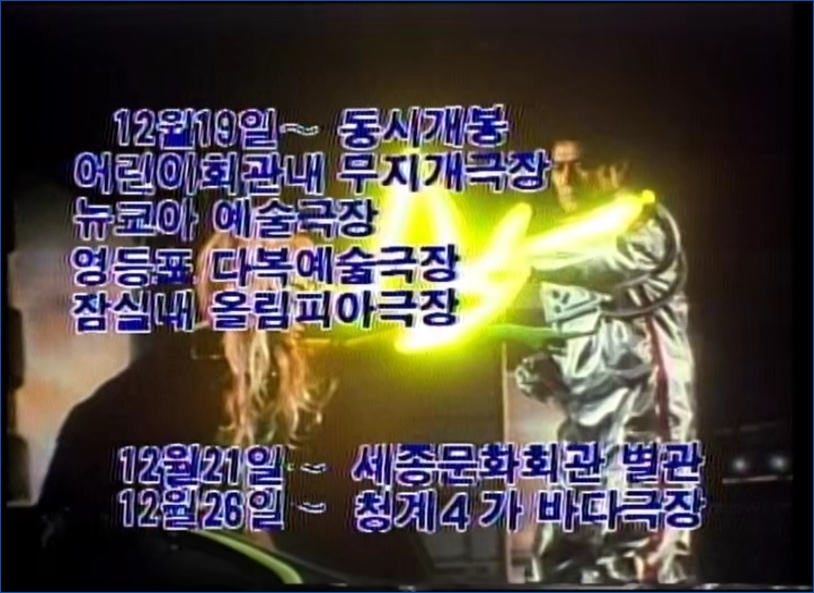 12월19일~ 동시개봉
어린이회관내 무지개극장
뉴코아 예술극장
영등포 다복예술극장
잠실내 올림피아극장
12월21일 ~ 세종문화회관 별관
12월26일 ~ 청계4가 바다극장